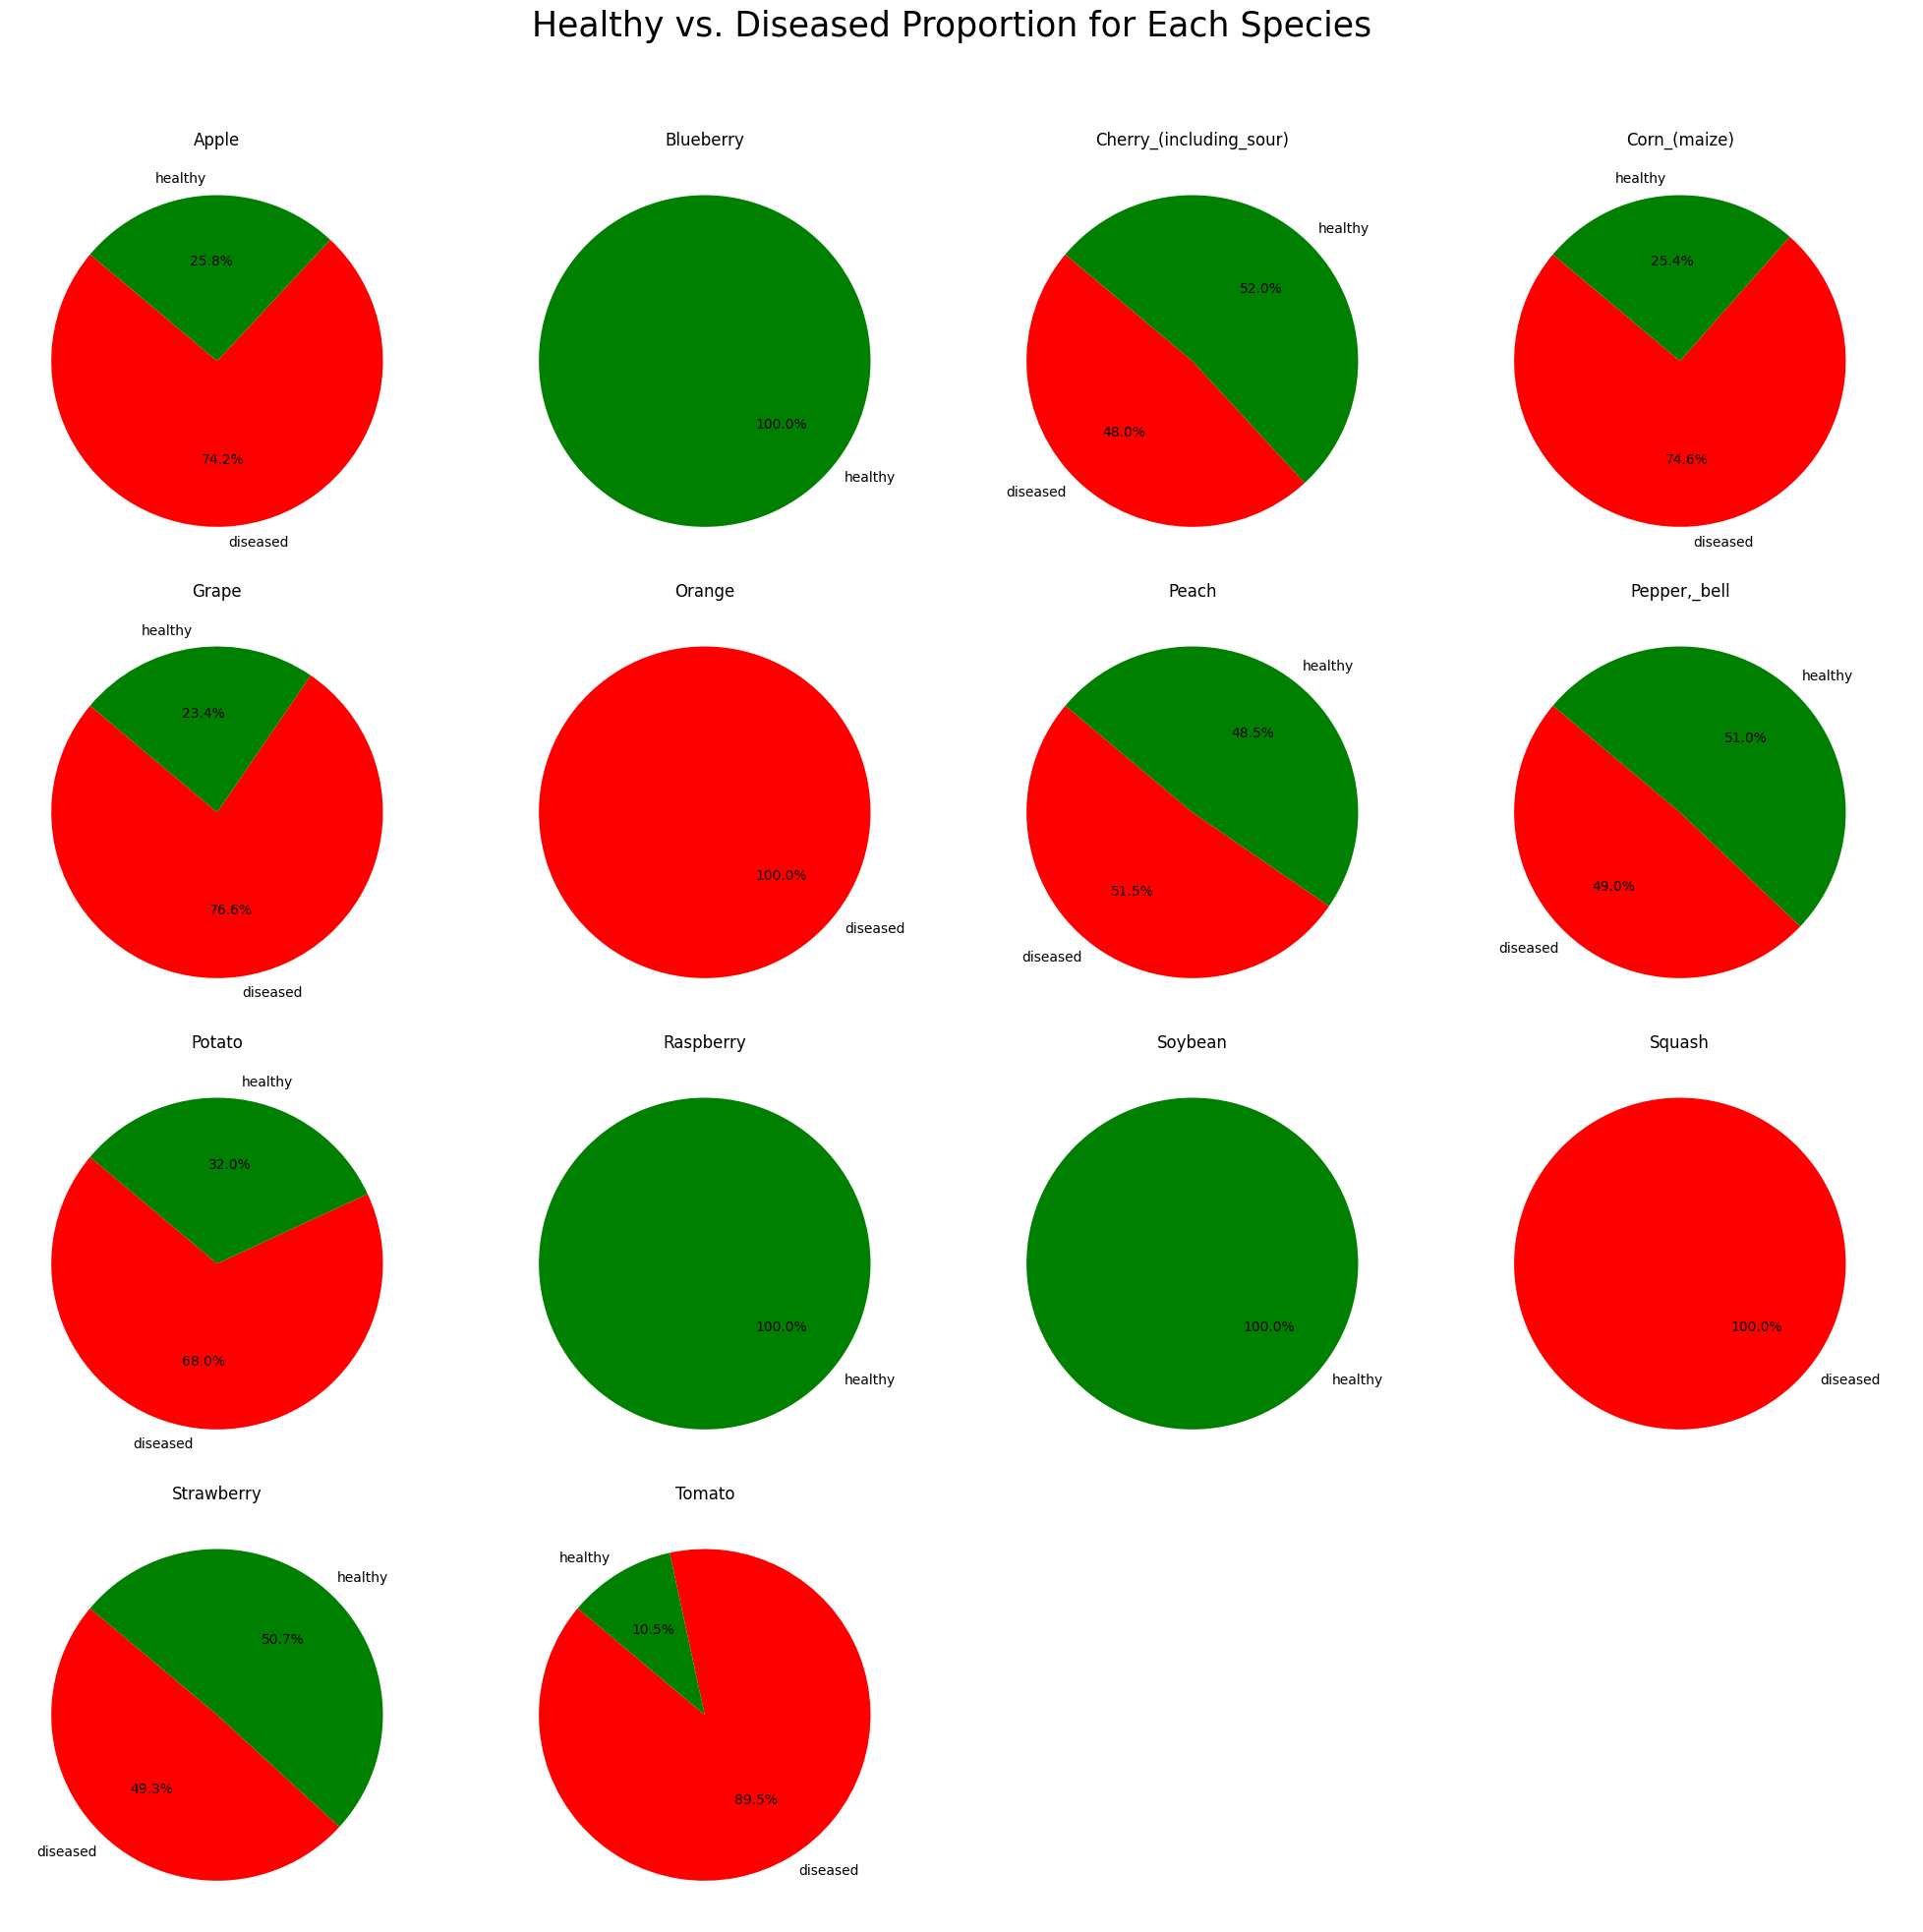 Healthy vs. Diseased Proportion for Each Species
Apple
healthy
25.8%
74.2%
diseased
Blueberry
100.0%
healthy
Cherry_(including_sour)
healthy
52.0%
48.0%
diseased
Corn_(maize)
healthy
25.4%
74.6%
diseased
Grape
healthy
23.4%
76.6%
diseased
Orange
100.0%
diseased
Peach
healthy
48.5%
51.5%
diseased
Pepper,_bell
healthy
51.0%
49.0%
diseased
Potato
healthy
32.0%
68.0%
diseased
Raspberry
100.0%
healthy
Soybean
100.0%
healthy
Squash
100.0%
diseased
Strawberry
healthy
50.7%
49.3%
diseased
Tomato
healthy
10.5%
89.5%
diseased